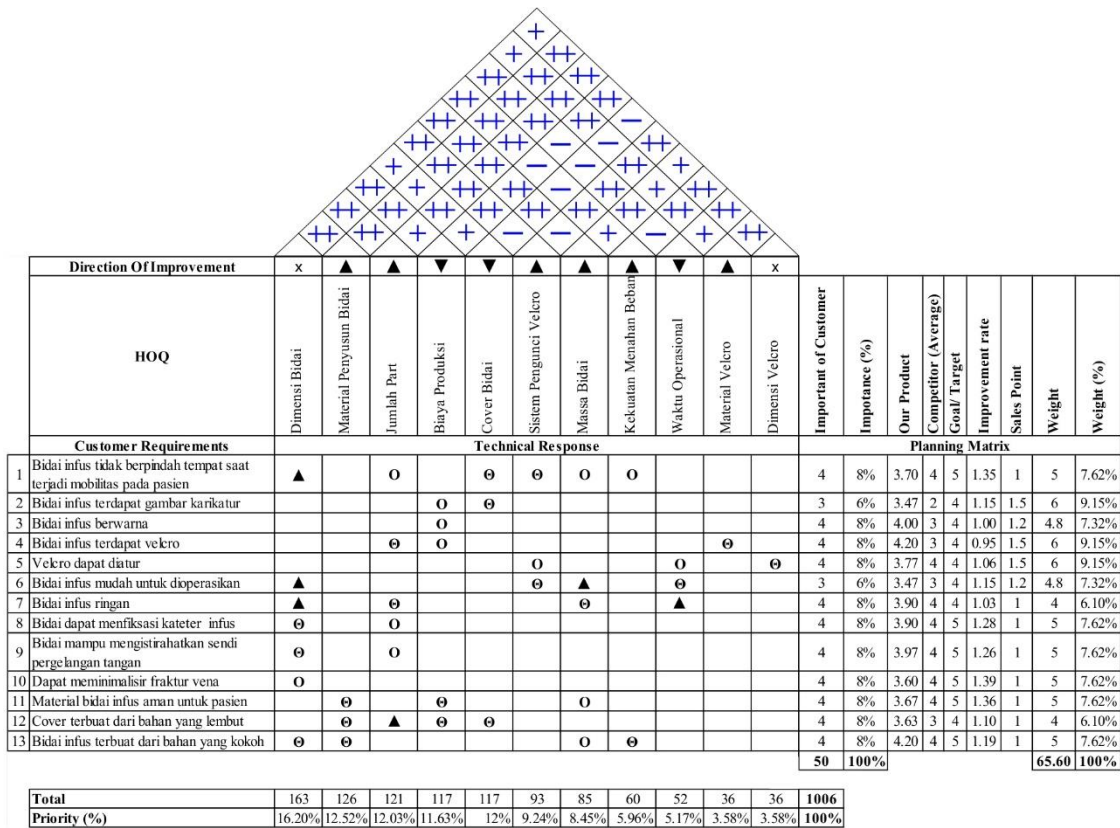 +
+ ++
++ ++ ++
++ ++ ++ ++
++ ++ ++ ++ −
++ ++ ++ − − ++
+ ++ ++ − − ++ +
++ + ++ ++ − ++ + ++
++ ++ ++ ++ ++ ++ ++ ++ ++
++ ++ + + − − + − + ++
Direction Of Improvement x ▲ ▲ ▼ ▼ ▲ ▲ ▲ ▼ ▲ x
HOQ
Dimensi Bidai
Material Penyusun Bidai
Jumlah Part
Biaya Produksi
Cover Bidai
Sistem Pengunci Velcro
Massa Bidai
Kekuatan Menahan Beban
Waktu Operasional
Material Velcro
Dimensi Velcro
Important of Customer
Impotance (%)
Our Product
Competitor (Average)
Goal/ Target
Improvement rate
Sales Point
Weight
Weight (%)
Customer Requirements Technical Response Planning Matrix
1 Bidai infus tidak berpindah tempat saat
terjadi mobilitas pada pasien ▲ O Θ Θ O O 4 8% 3.70 4 5 1.35 1 5 7.62%
2 Bidai infus terdapat gambar karikatur O Θ 3 6% 3.47 2 4 1.15 1.5 6 9.15%
3 Bidai infus berwarna O 4 8% 4.00 3 4 1.00 1.2 4.8 7.32%
4 Bidai infus terdapat velcro Θ O Θ 4 8% 4.20 3 4 0.95 1.5 6 9.15%
5 Velcro dapat diatur O O Θ 4 8% 3.77 4 4 1.06 1.5 6 9.15%
6 Bidai infus mudah untuk dioperasikan ▲ Θ ▲ Θ 3 6% 3.47 3 4 1.15 1.2 4.8 7.32%
7 Bidai infus ringan ▲ Θ Θ ▲ 4 8% 3.90 4 4 1.03 1 4 6.10%
8 Bidai dapat menfiksasi kateter infus Θ O 4 8% 3.90 4 5 1.28 1 5 7.62%
9 Bidai mampu mengistirahatkan sendi
pergelangan tangan Θ O 4 8% 3.97 4 5 1.26 1 5 7.62%
10 Dapat meminimalisir fraktur vena O 4 8% 3.60 4 5 1.39 1 5 7.62%
11 Material bidai infus aman untuk pasien Θ Θ O 4 8% 3.67 4 5 1.36 1 5 7.62%
12 Cover terbuat dari bahan yang lembut Θ ▲ Θ Θ 4 8% 3.63 3 4 1.10 1 4 6.10%
13 Bidai infus terbuat dari bahan yang kokoh Θ Θ O Θ 4 8% 4.20 4 5 1.19 1 5 7.62%
50 100% 65.60 100%
Total 163 126 121 117 117 93 85 60 52 36 36 1006
Priority (%) 16.20% 12.52% 12.03% 11.63% 12% 9.24% 8.45% 5.96% 5.17% 3.58% 3.58% 100%